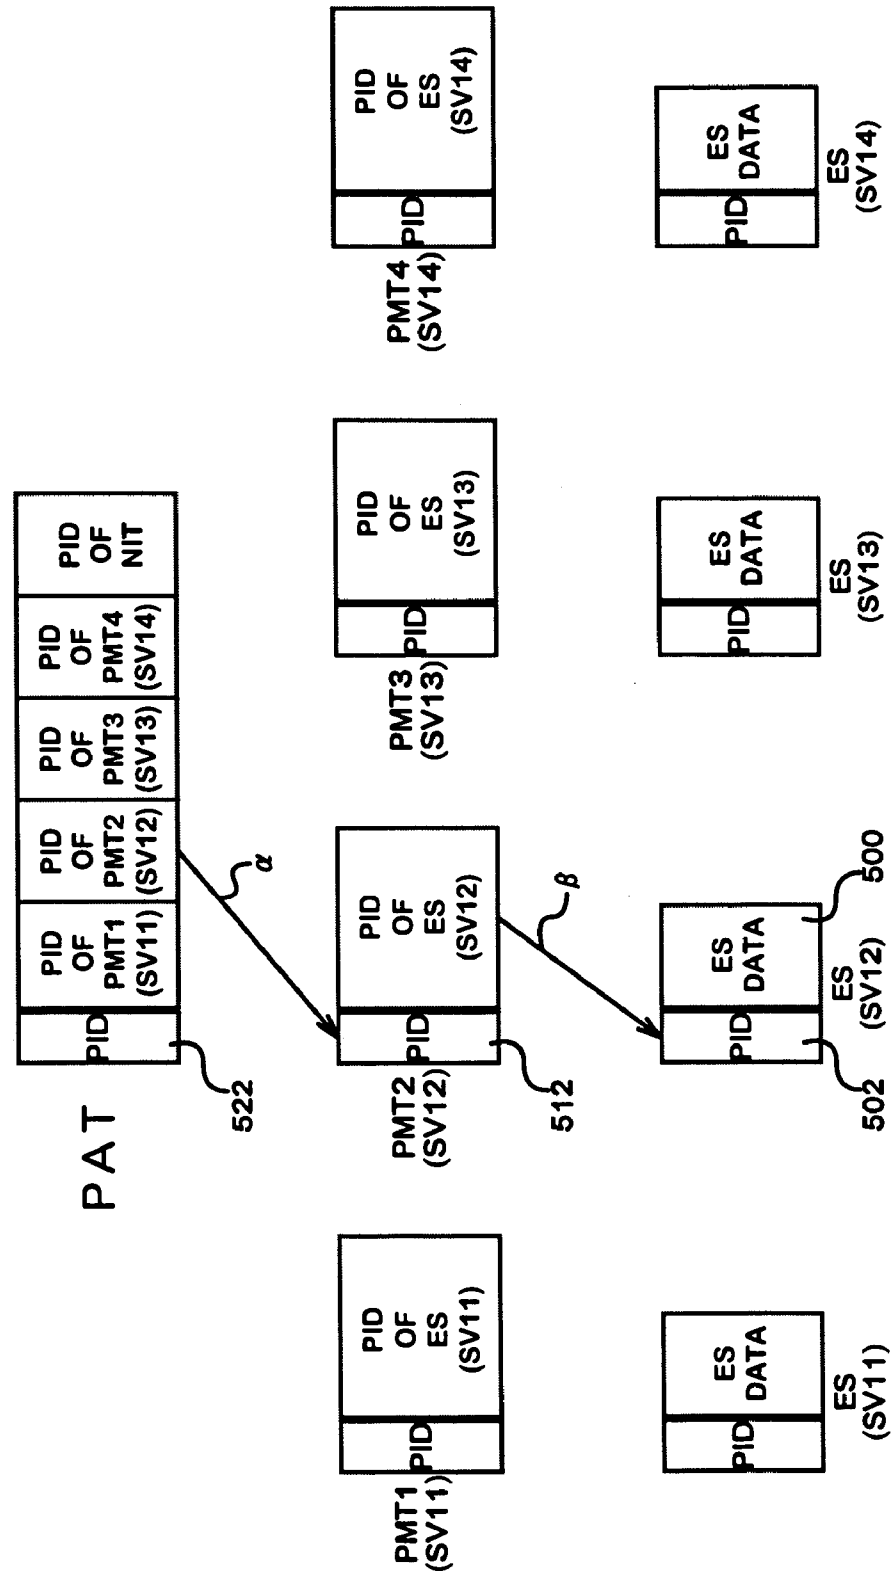 PAT
PID
PID
OF
PMT1
(SV11)
PID
OF
PMT2
(SV12)
PID
OF
PMT3
(SV13)
PID
OF
PMT4
(SV14)
PID
OF
NIT
522
α
PMT1
(SV11)
PID
PID
OF
ES
(SV11)
PMT2
(SV12)
PID
PID
OF
ES
(SV12)
512
β
PMT3
(SV13)
PID
PID
OF
ES
(SV13)
PMT4
(SV14)
PID
PID
OF
ES
(SV14)
PID
ES
DATA
ES
(SV11)
PID
ES
DATA
ES
(SV12)
502
500
PID
ES
DATA
ES
(SV13)
PID
ES
DATA
ES
(SV14)